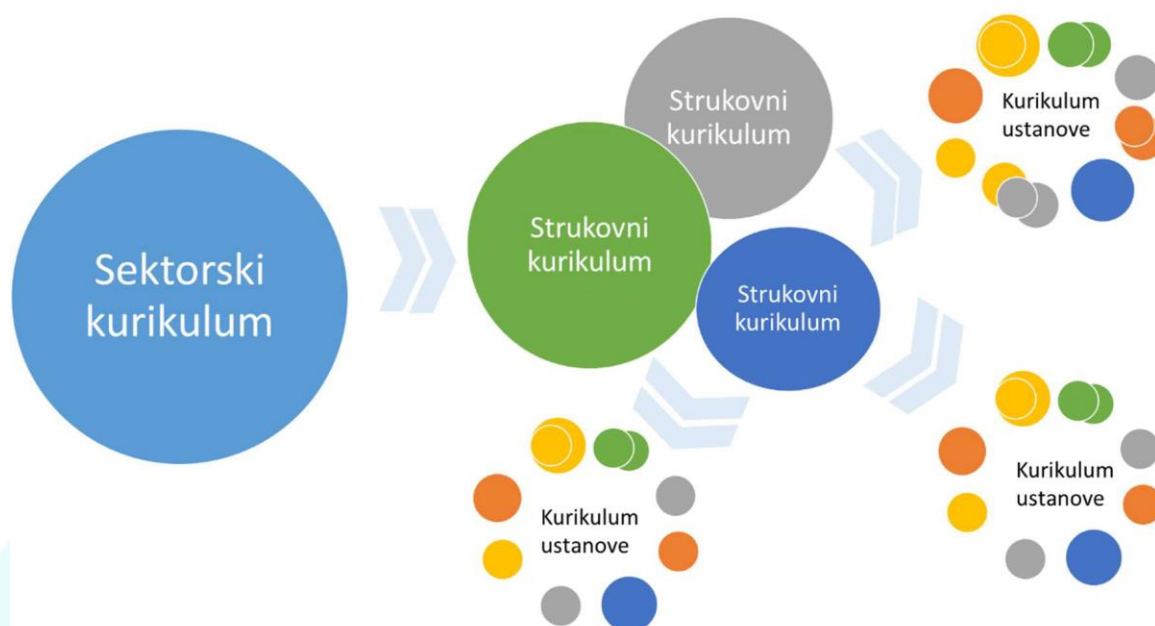 Sektorski
kurikulum
Strukovni
kurikulum
Strukovni
kurikulum
Strukovni
kurikulum
Kurikulum
ustanove
Kurikulum
ustanove
Kurikulum
ustanove